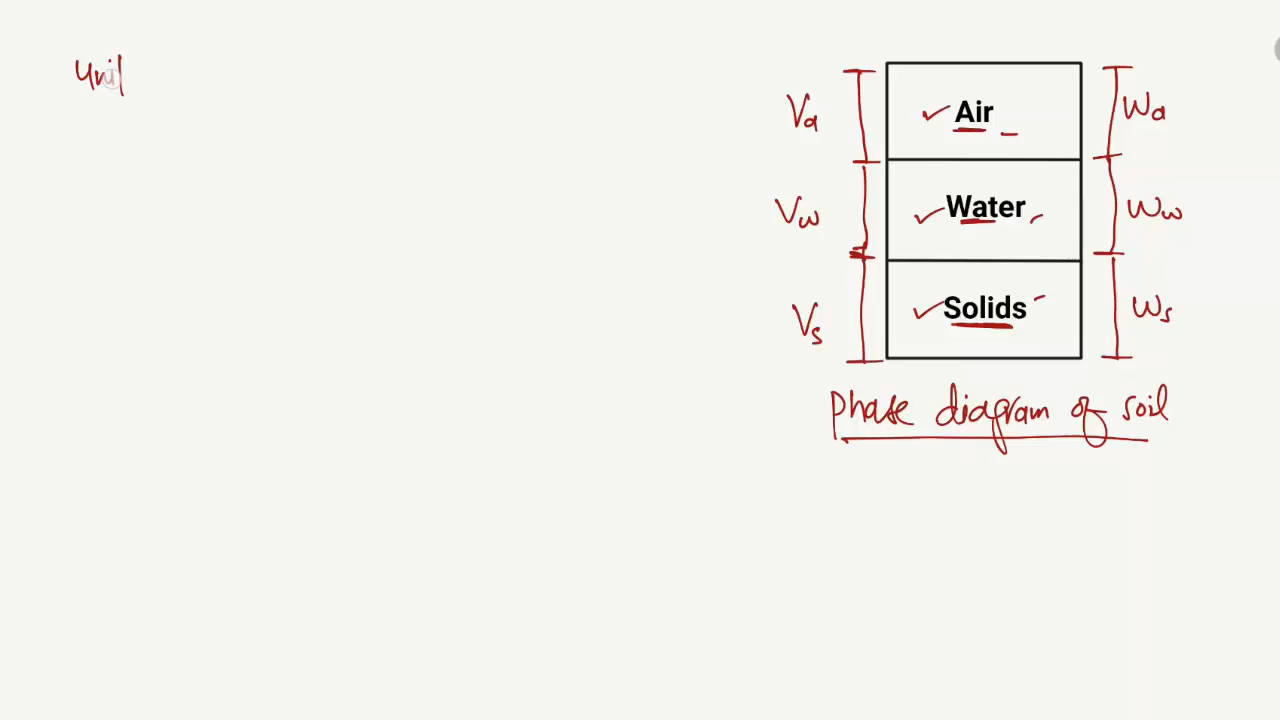 Unit
Va
Air
Wa
Vw
Water
Ww
Vs
Solids
Ws
Phase diagram of soil